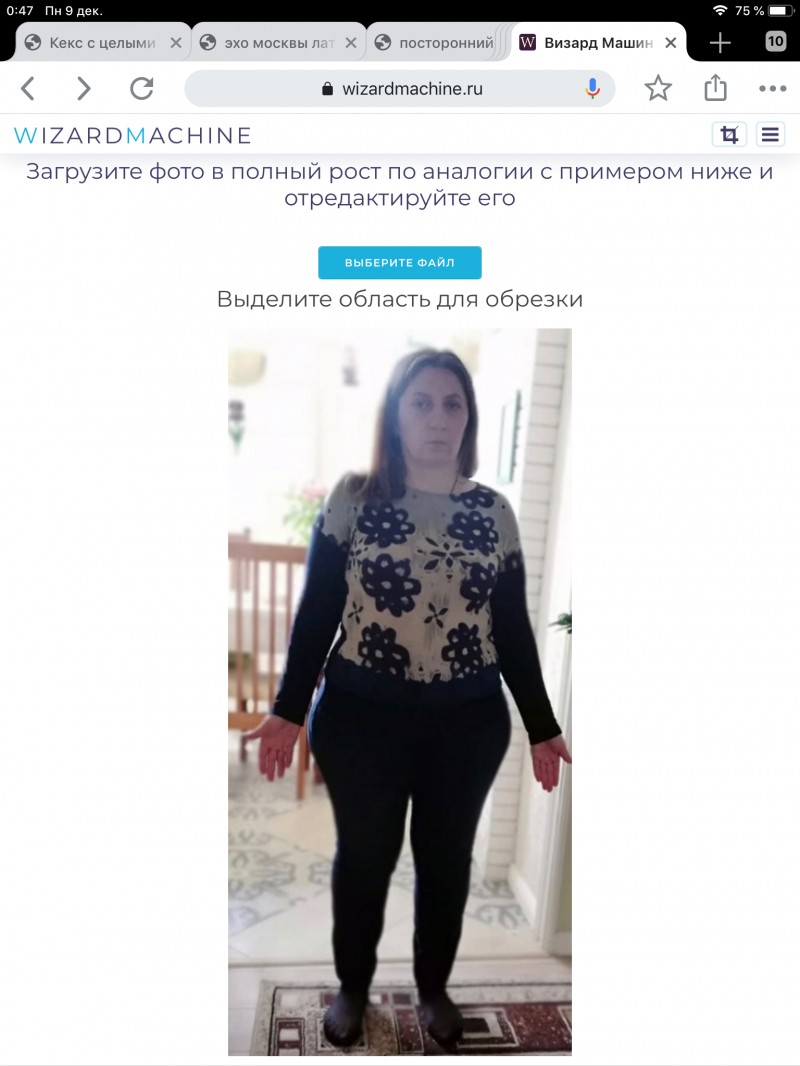 0:47 Пн 9 дек. 75 %
Кекс с целыми эхо москвы лат посторонний Визард Машин 10
wizardmachine.ru
WIZARDMACHINE
Загрузите фото в полный рост по аналогии с примером ниже и
отредактируйте его
ВЫБЕРИТЕ ФАЙЛ
Выделите область для обрезки